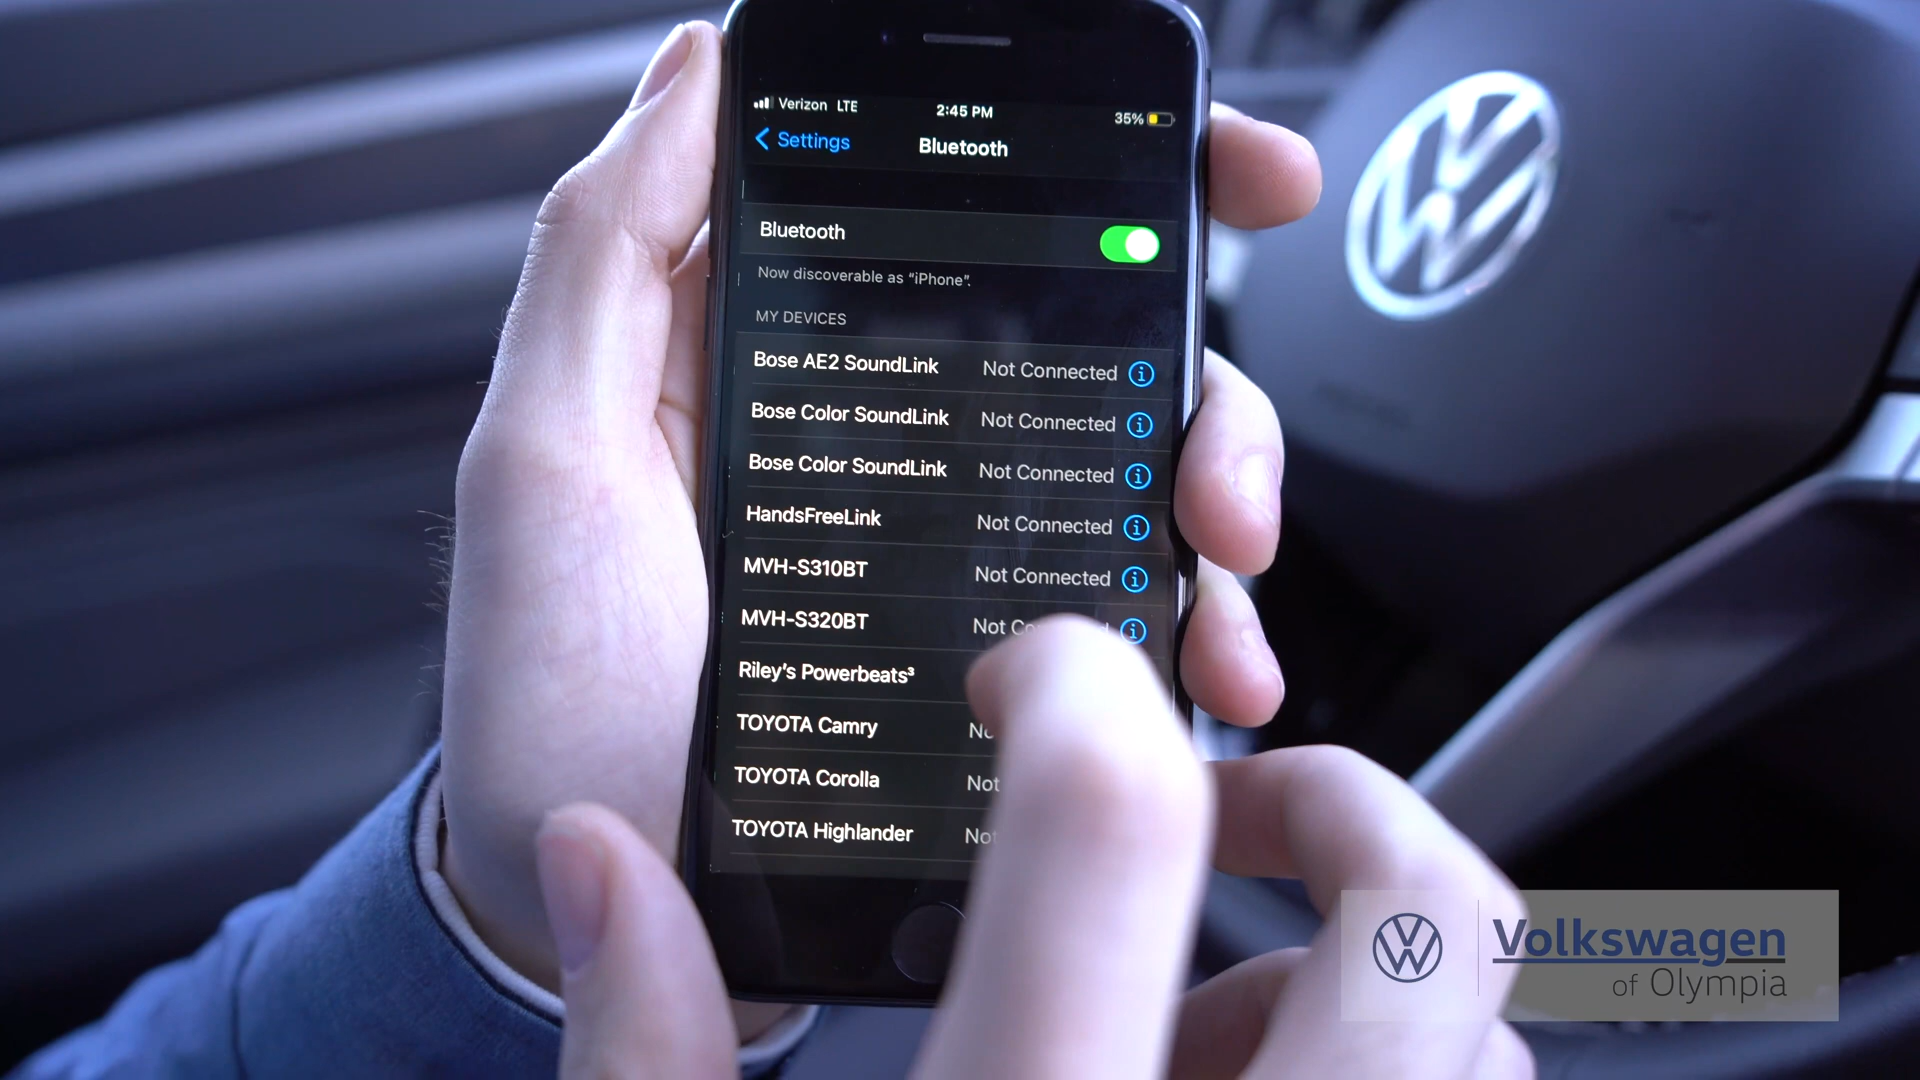 Verizon LTE 2:45 PM 35%
Settings Bluetooth
Bluetooth
Now discoverable as “iPhone”.
MY DEVICES
Bose AE2 SoundLink Not Connected
Bose Color SoundLink Not Connected
Bose Color SoundLink Not Connected
HandsFreeLink Not Connected
MVH-S310BT Not Connected
MVH-S320BT Not
Riley’s Powerbeats³
TOYOTA Camry
TOYOTA Corolla Not
TOYOTA Highlander Not
Volkswagen
of Olympia